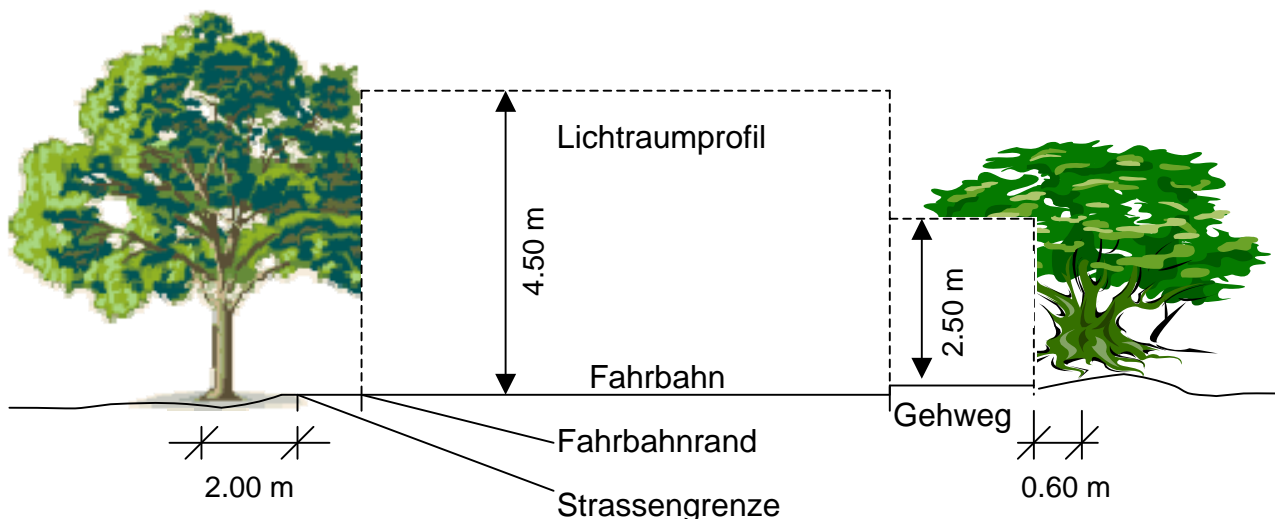 Lichtraumprofil
4.50 m
2.50 m
Fahrbahn
Gehweg
Fahrbahnrand
2.00 m
0.60 m
Strassengrenze